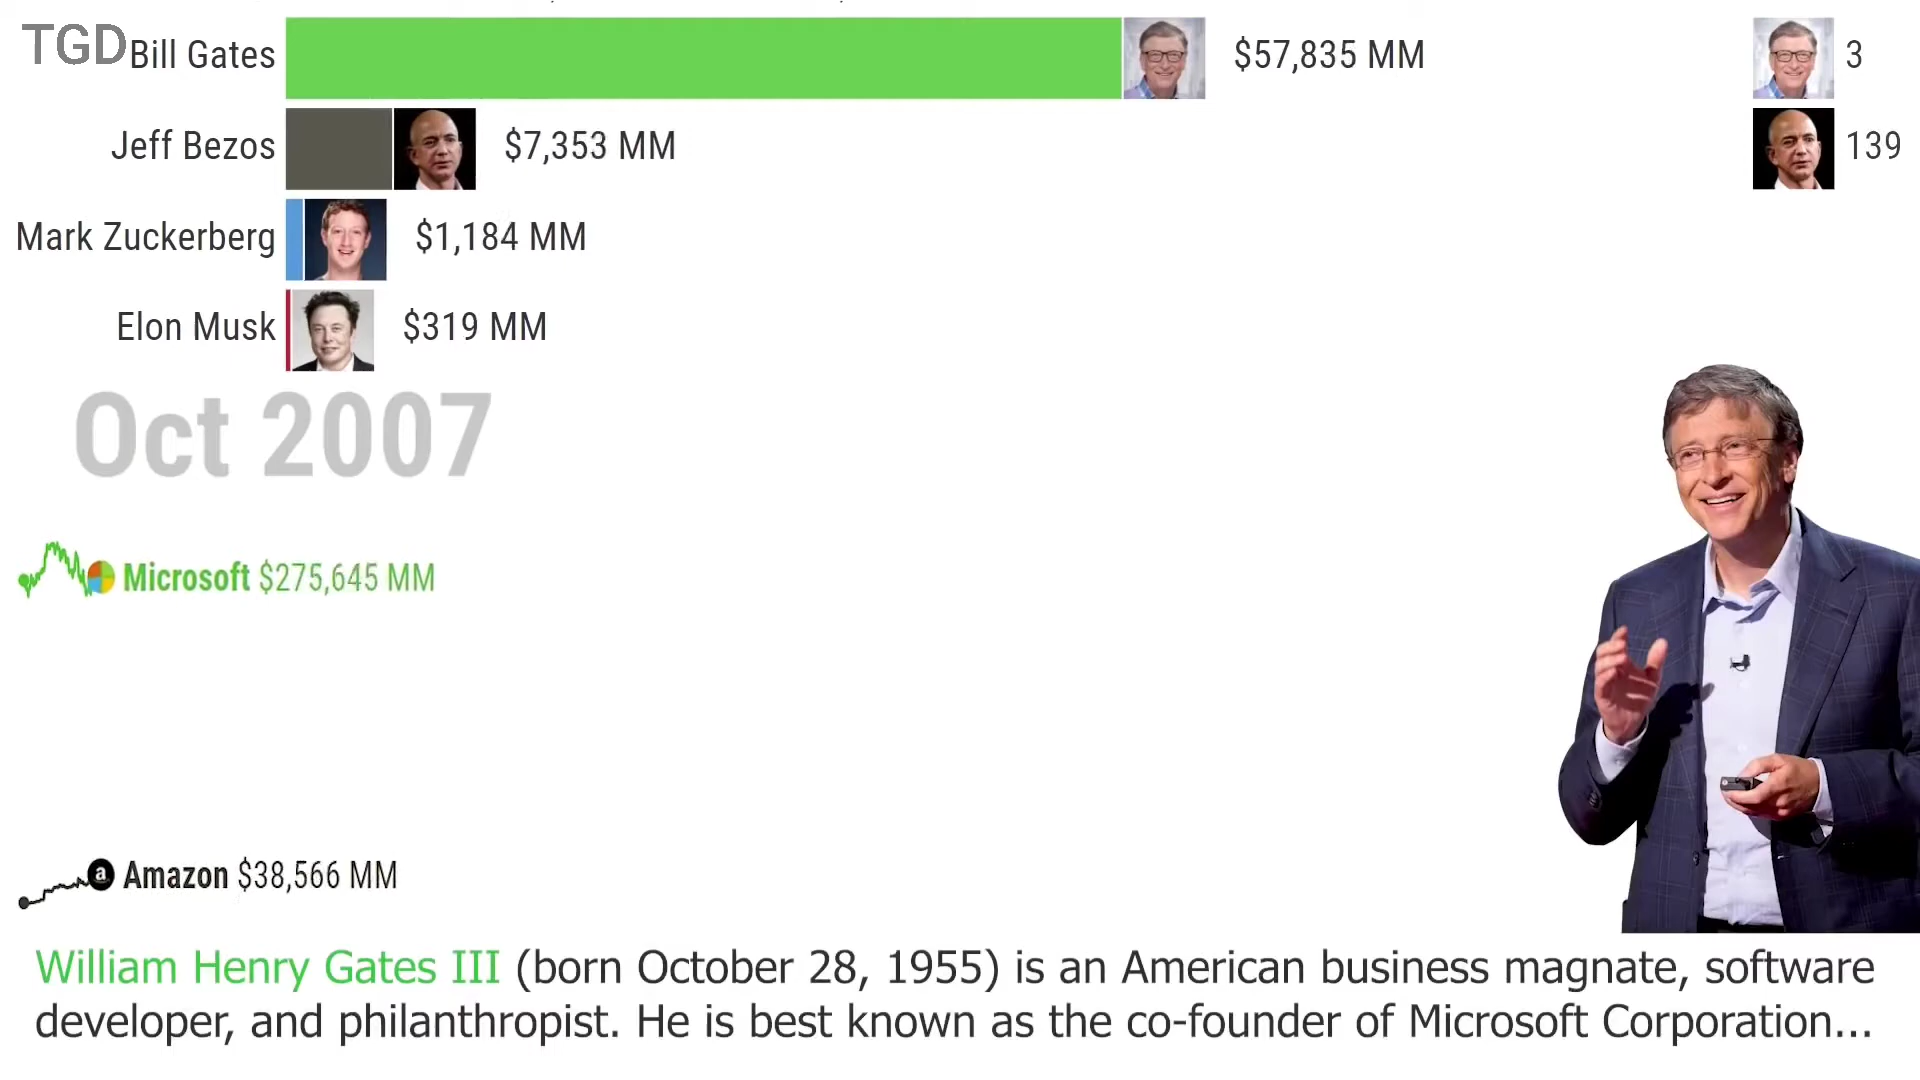 TGD
Bill Gates $57,835 MM 3
Jeff Bezos $7,353 MM 139
Mark Zuckerberg $1,184 MM
Elon Musk $319 MM
Oct 2007
Microsoft $275,645 MM
a Amazon $38,566 MM
William Henry Gates III (born October 28, 1955) is an American business magnate, software
developer, and philanthropist. He is best known as the co-founder of Microsoft Corporation...